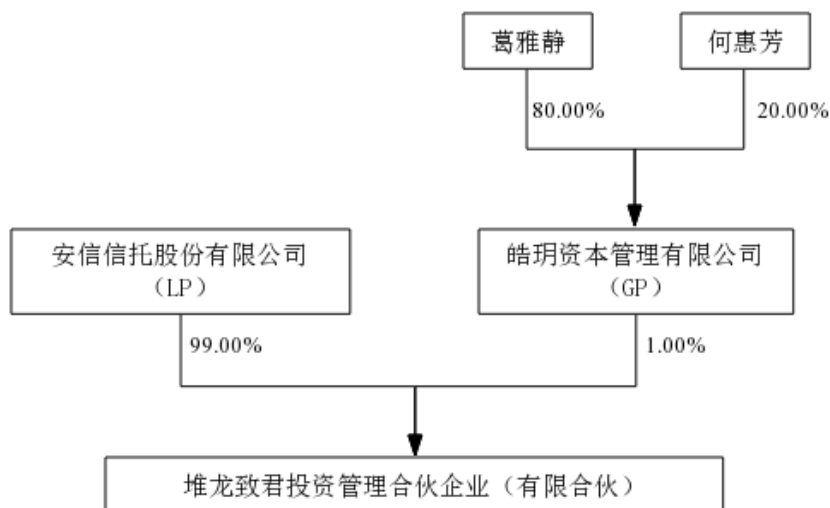 葛雅静
何惠芳
80.00%
20.00%
安信信托股份有限公司
（LP）
皓玥资本管理有限公司
（GP）
99.00%
1.00%
堆龙致君投资管理合伙企业（有限合伙）